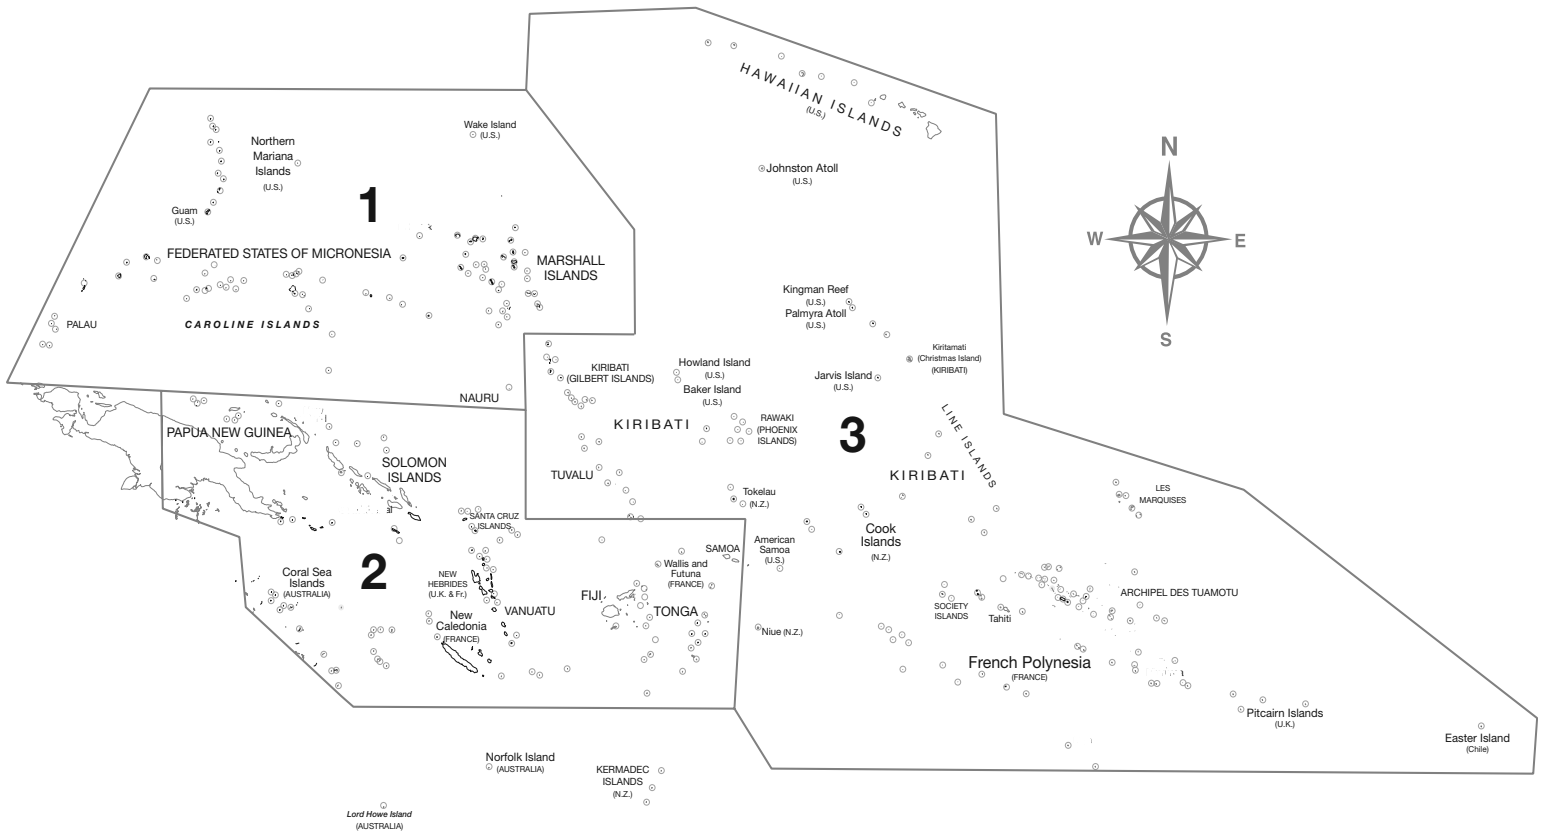 HAWAIIAN ISLANDS
(U.S.)
Wake Island
(U.S.)
Northern
Mariana
Islands
(U.S.)
Johnston Atoll
(U.S.)
N
W
E
S
1
Guam
(U.S.)
FEDERATED STATES OF MICRONESIA
MARSHALL
ISLANDS
Kingman Reef
(U.S.)
Palmyra Atoll
(U.S.)
PALAU
CAROLINE ISLANDS
Kiritamati
(Christmas Island)
(KIRIBATI)
KIRIBATI
(GILBERT ISLANDS)
Howland Island
(U.S.)
Baker Island
(U.S.)
Jarvis Island
(U.S.)
NAURU
LINE ISLANDS
PAPUA NEW GUINEA
KIRIBATI
RAWAKI
(PHOENIX
ISLANDS)
3
SOLOMON
ISLANDS
TUVALU
KIRIBATI
Tokelau
(N.Z.)
LES
MARQUISES
al
SANTA CRUZ
ISLANDS
Cook
Islands
(N.Z.)
American
Samoa
(U.S.)
SAMOA
2
Coral Sea
Islands
(AUSTRALIA)
NEW
HEBRIDES
(U.K. & Fr.)
Wallis and
Futuna
(FRANCE)
FIJI
VANUATU
TONGA
SOCIETY
ISLANDS
Tahiti
ARCHIPEL DES TUAMOTU
New
Caledonia
(FRANCE)
Niue (N.Z.)
French Polynesia
(FRANCE)
Pitcairn Islands
(U.K.)
Easter Island
(Chile)
Norfolk Island
(AUSTRALIA)
KERMADEC
ISLANDS
(N.Z.)
Lord Howe Island
(AUSTRALIA)